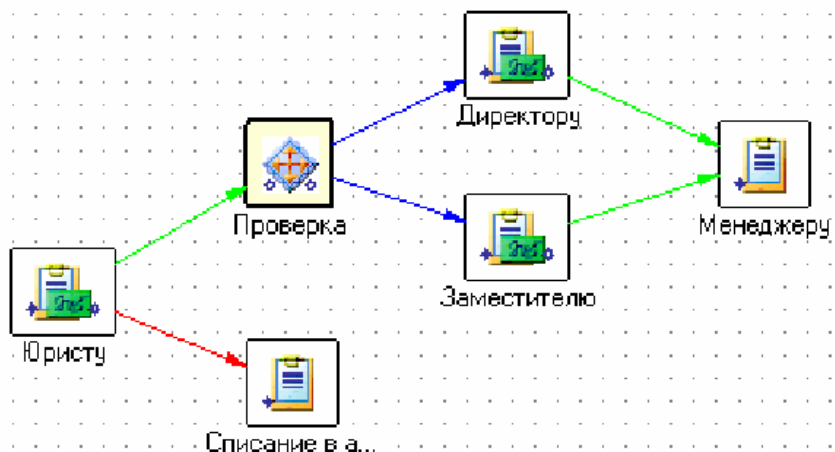 Директору
Проверка
Менеджеру
Заместителю
Юристу
Списание в а...